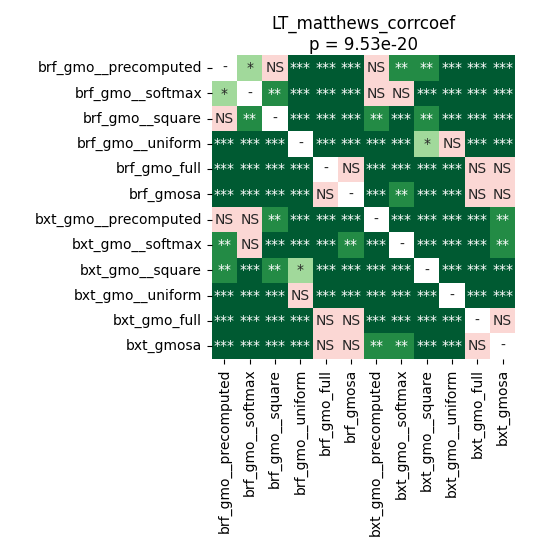 LT_matthews_corrcoef
p = 9.53e-20
brf_gmo__precomputed - * NS *** *** *** NS ** ** *** *** ***
brf_gmo__softmax * - ** *** *** *** NS NS *** *** *** ***
brf_gmo__square NS ** - *** *** *** ** *** ** *** *** ***
brf_gmo__uniform *** *** *** - *** *** *** *** * NS *** ***
brf_gmo_full *** *** *** *** - NS *** *** *** *** NS NS
brf_gmosa *** *** *** *** NS - *** ** *** *** NS NS
bxt_gmo__precomputed NS NS ** *** *** *** - *** *** *** *** **
bxt_gmo__softmax ** NS *** *** *** ** *** - *** *** *** **
bxt_gmo__square ** *** ** * *** *** *** *** - *** *** ***
bxt_gmo__uniform *** *** *** NS *** *** *** *** *** - *** ***
bxt_gmo_full *** *** *** *** NS NS *** *** *** *** - NS
bxt_gmosa *** *** *** *** NS NS ** ** *** *** NS -
brf_gmo__precomputed
brf_gmo__softmax
brf_gmo__square
brf_gmo__uniform
brf_gmo_full
brf_gmosa
bxt_gmo__precomputed
bxt_gmo__softmax
bxt_gmo__square
bxt_gmo__uniform
bxt_gmo_full
bxt_gmosa